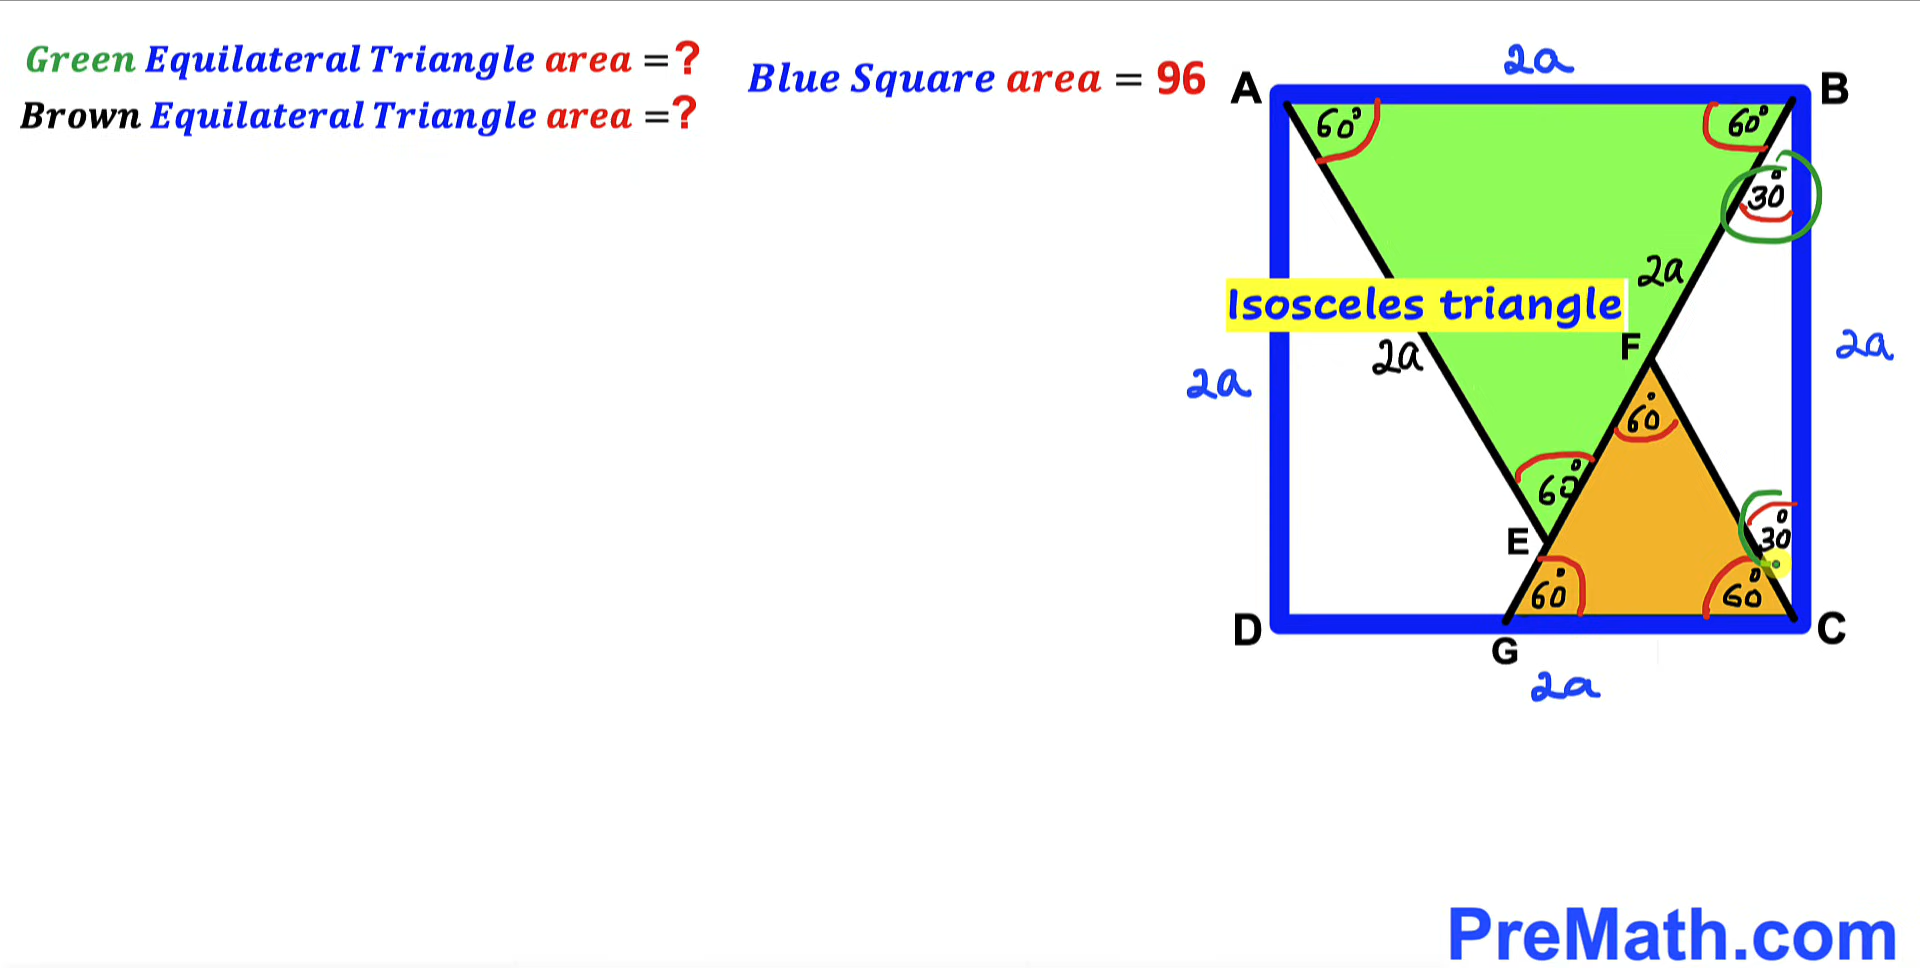 Green Equilateral Triangle area =?
Brown Equilateral Triangle area =?
Blue Square area = 96
2a
A
B
60°
60°
30°
2a
Isosceles triangle
F
2a
2a
2a
60°
60°
E
30°
60°
60°
D
C
G
2a
PreMath.com